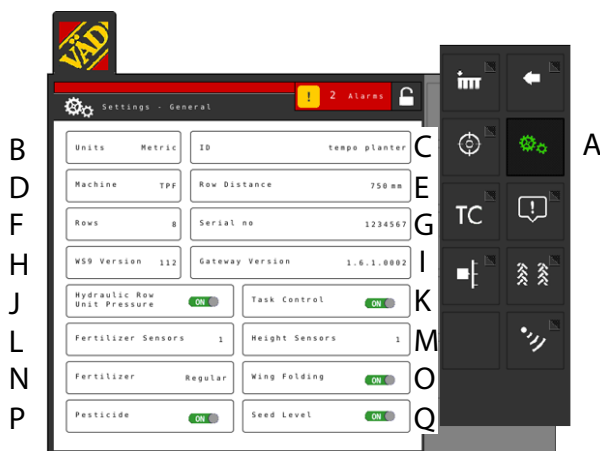 VÄD
! 2 Alarms
Settings - General
A
B Units Metric ID tempo planter C
D Machine TPF Row Distance 750 mm E
TC !
F Rows 8 Serial no 1234567 G
H WS9 Version 112 Gateway Version 1.6.1.0002 I
J Hydraulic Row
Unit Pressure ON Task Control ON K
L Fertilizer Sensors 1 Height Sensors 1 M
N Fertilizer Regular Wing Folding ON O
P Pesticide ON Seed Level ON Q